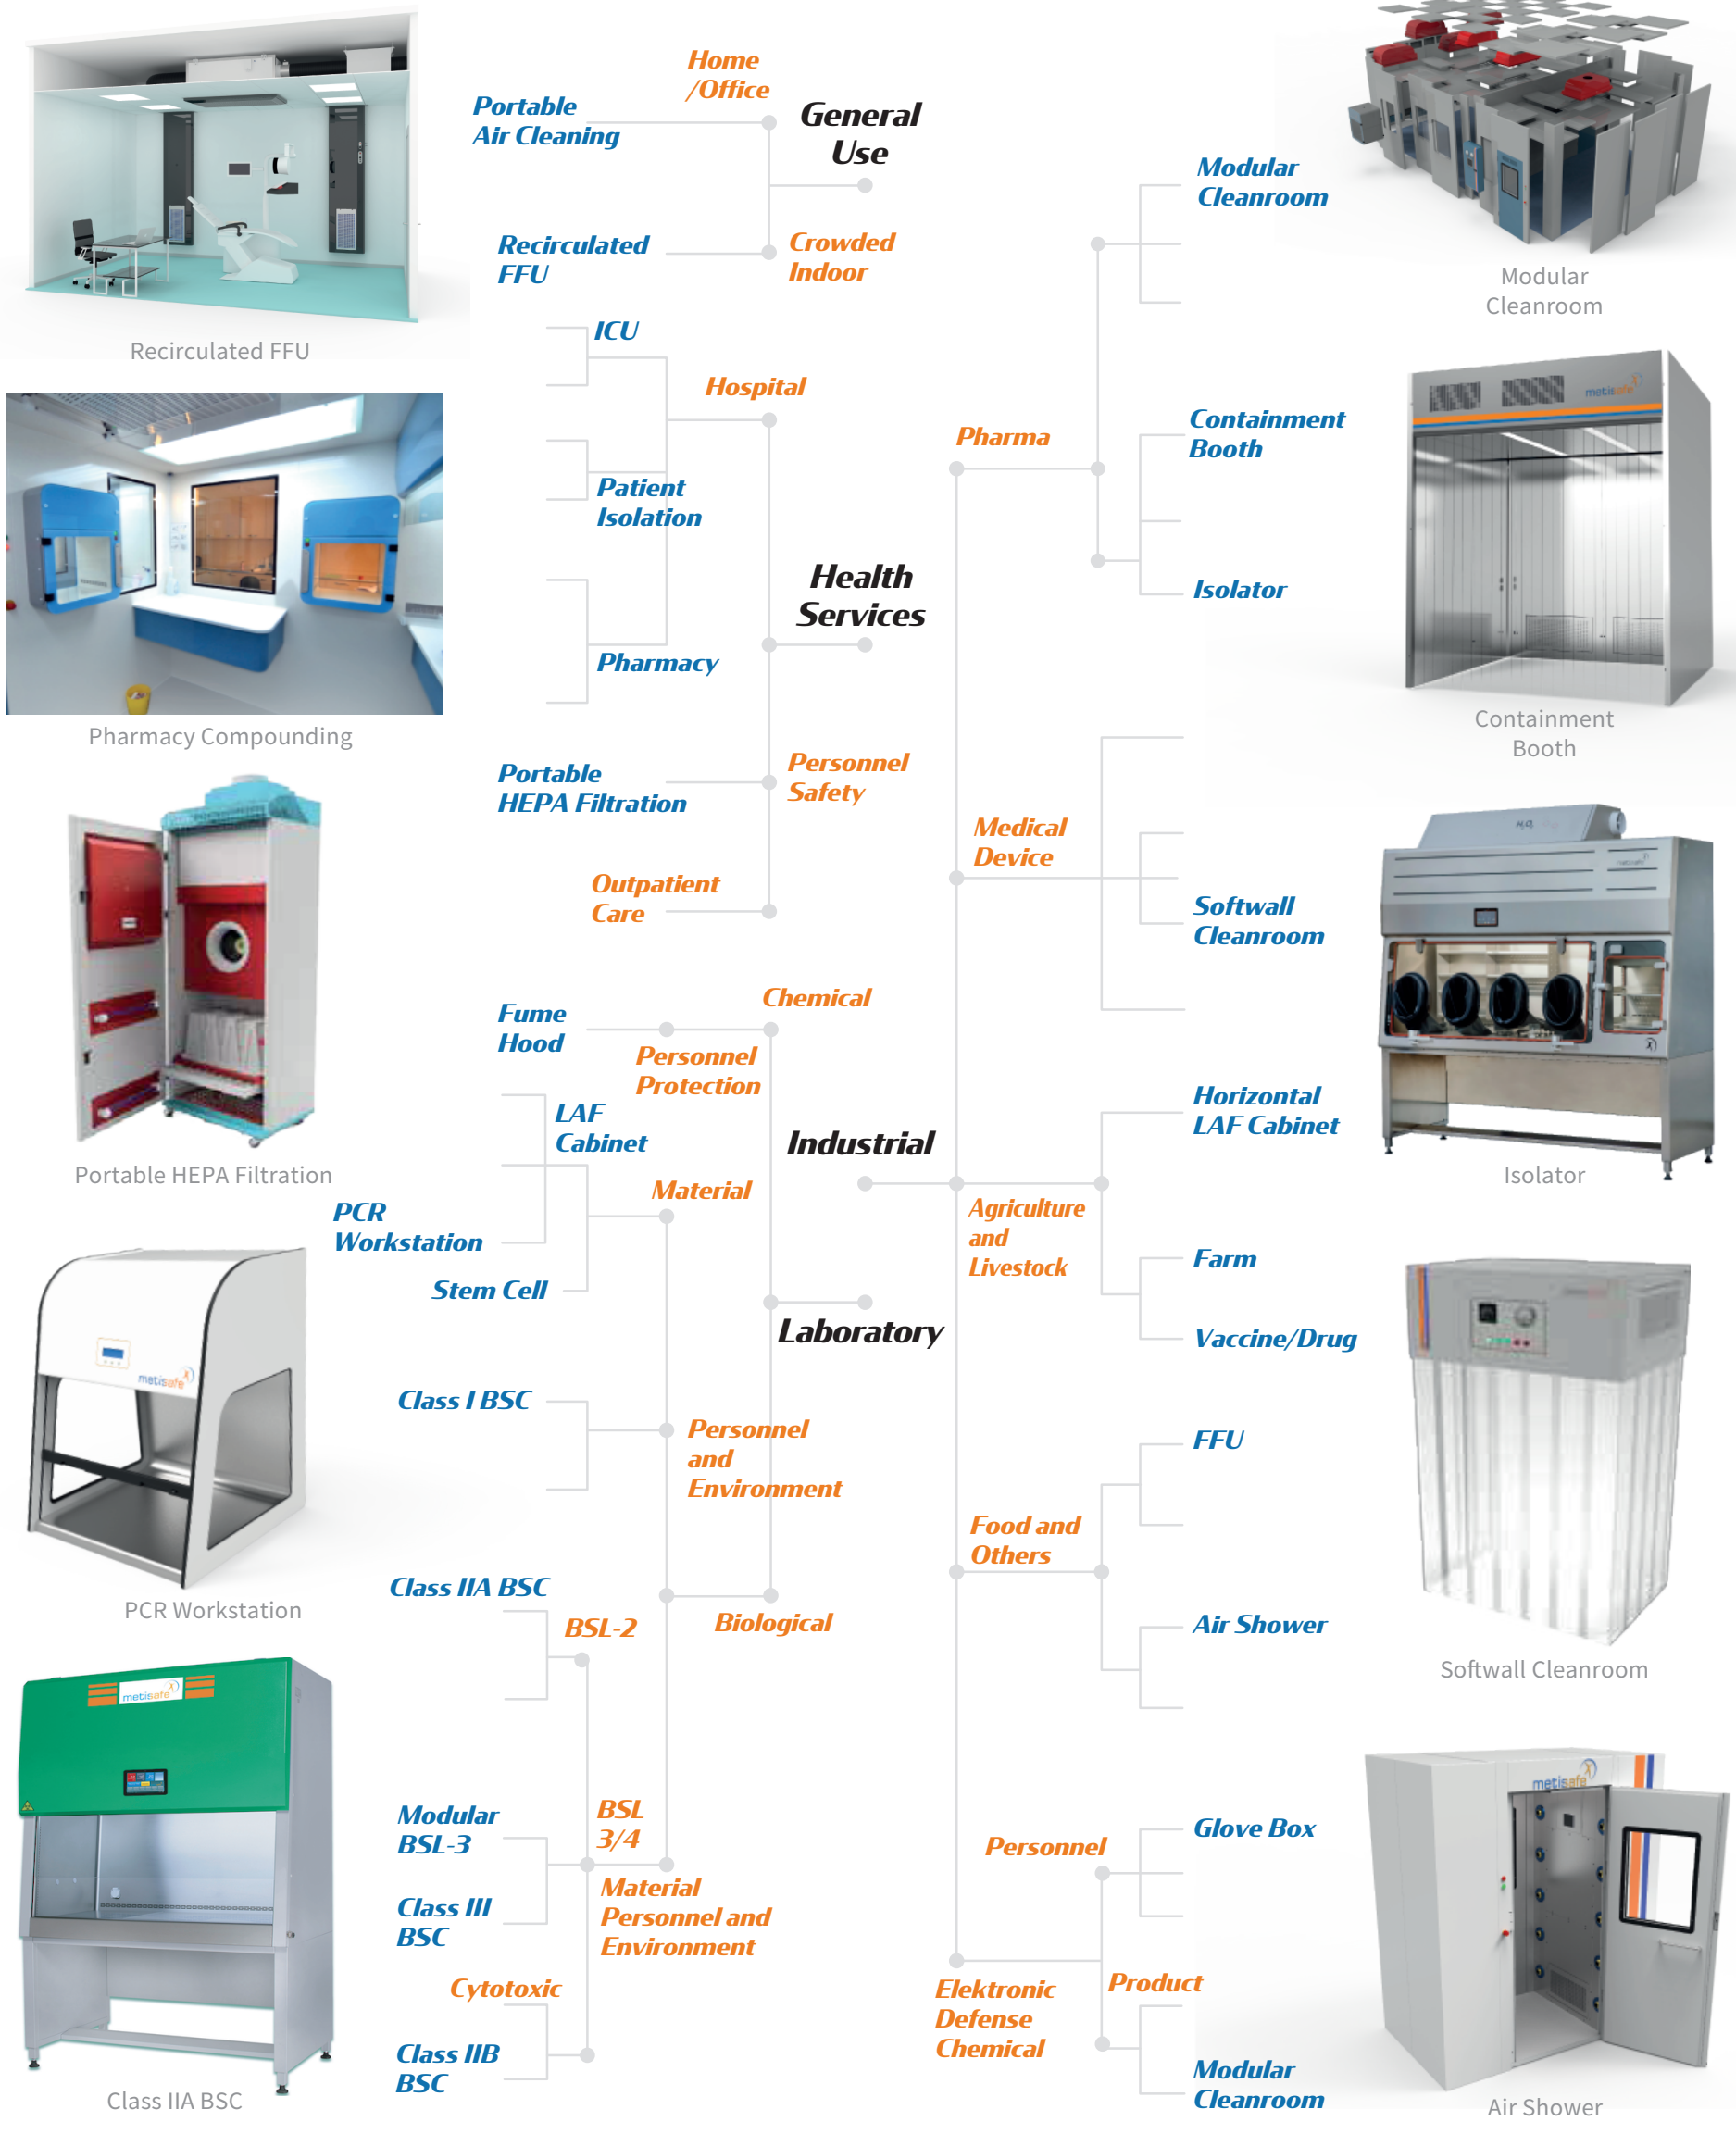 Home
/Office
Portable
Air Cleaning
General
Use
Recirculated
FFU
Crowded
Indoor
Recirculated FFU
ICU
Hospital
Patient
Isolation
Health
Services
Pharmacy
Pharmacy Compounding
Portable
HEPA Filtration
Personnel
Safety
Outpatient
Care
Portable HEPA Filtration
Chemical
Fume
Hood
Personnel
Protection
LAF
Cabinet
Material
PCR
Workstation
Stem Cell
Laboratory
metisafe
PCR Workstation
Class I BSC
Personnel
and
Environment
Class IIA BSC
BSL-2
Biological
metisafe
Modular
BSL-3
BSL
3/4
Class III
BSC
Material
Personnel and
Environment
Cytotoxic
Class IIB
BSC
Class IIA BSC
Modular
Cleanroom
Modular
Cleanroom
Pharma
Containment
Booth
metisafe
Isolator
Containment
Booth
Medical
Device
Softwall
Cleanroom
H₂O₂
metisafe
Isolator
Industrial
Horizontal
LAF Cabinet
Agriculture
and
Livestock
Farm
Vaccine/Drug
FFU
Food and
Others
Air Shower
Softwall Cleanroom
Personnel
Glove Box
Elektronic
Defense
Chemical
Product
Modular
Cleanroom
metisafe
Air Shower